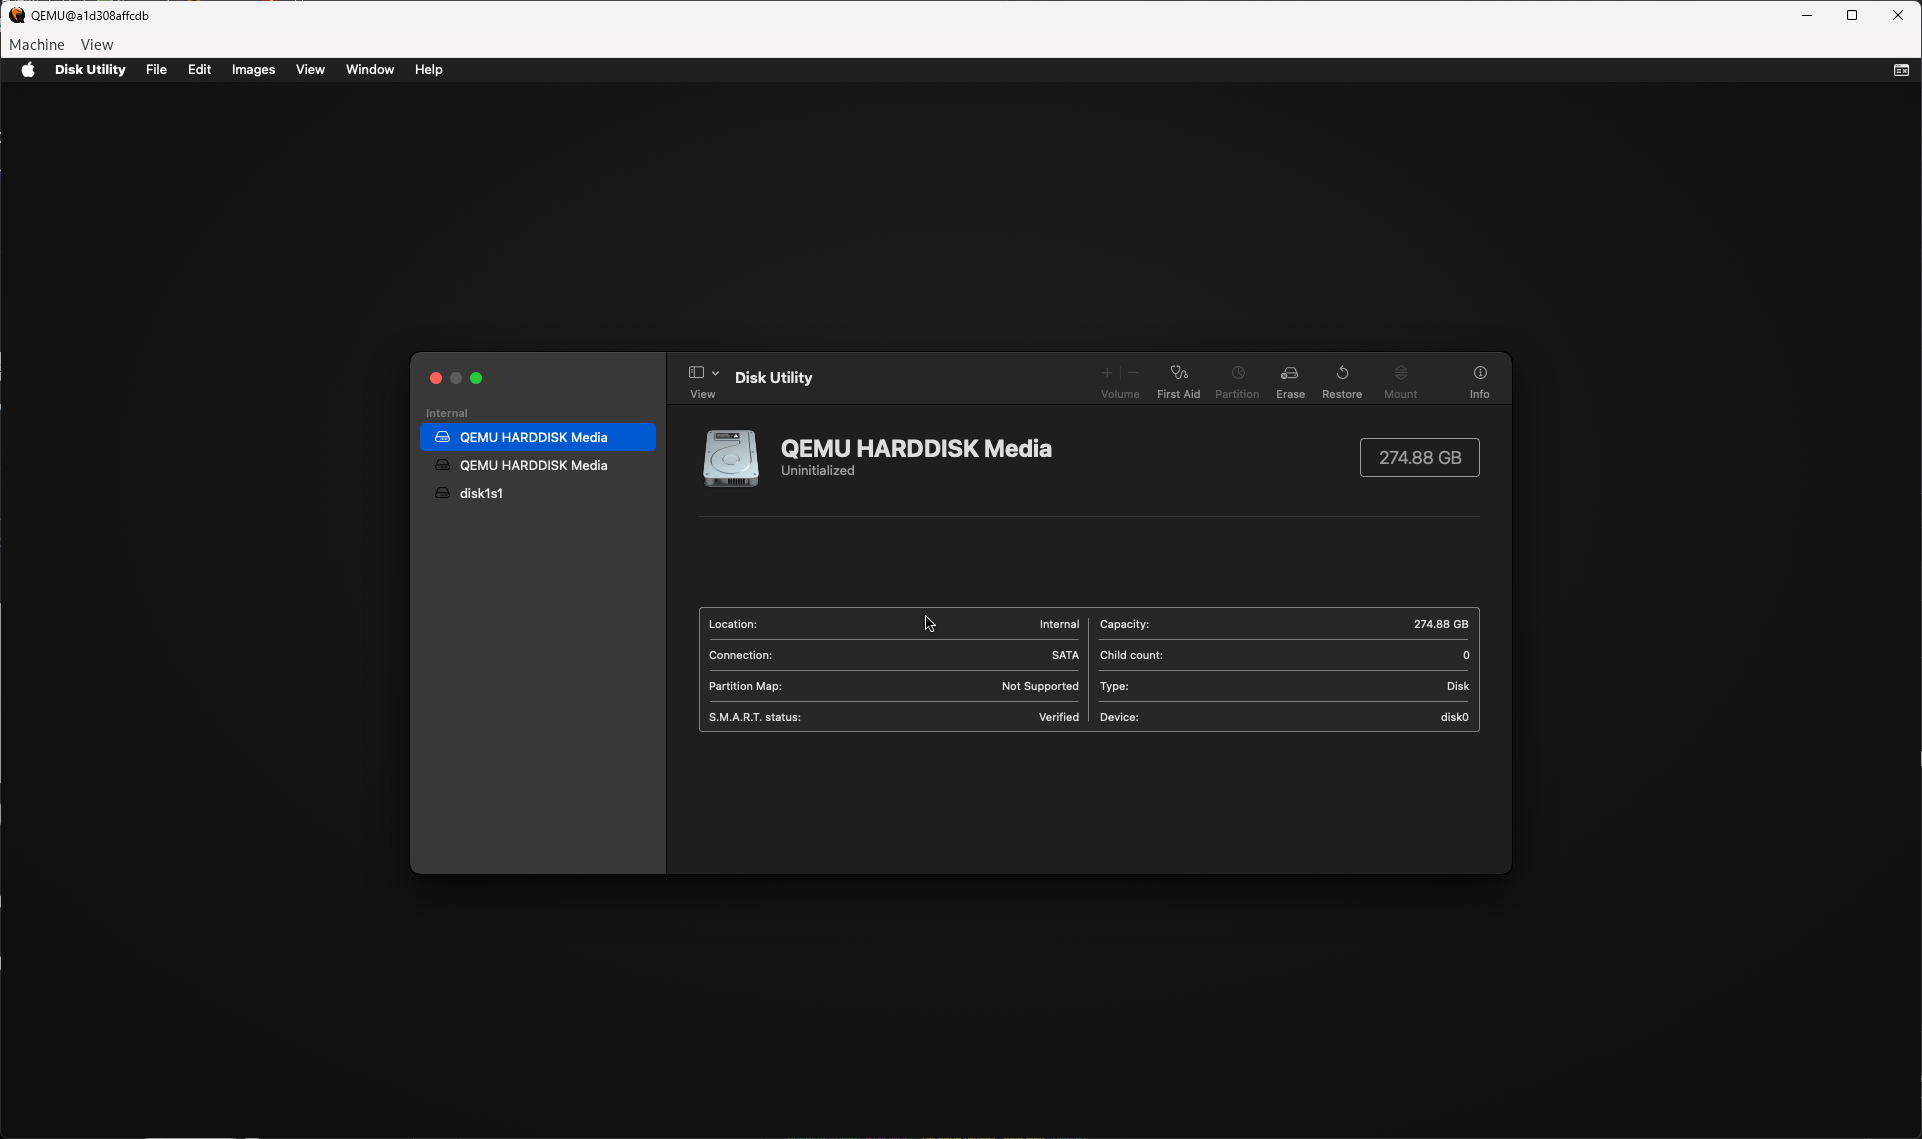 QEMU@a1d308affcdb
Machine View
Disk Utility File Edit Images View Window Help
Internal
QEMU HARDDISK Media
QEMU HARDDISK Media
disk1s1
View
Disk Utility
Volume First Aid Partition Erase Restore Mount Info
QEMU HARDDISK Media
Uninitialized
274.88 GB
Location: Internal
Connection: SATA
Partition Map: Not Supported
S.M.A.R.T. status: Verified
Capacity: 274.88 GB
Child count: 0
Type: Disk
Device: disk0